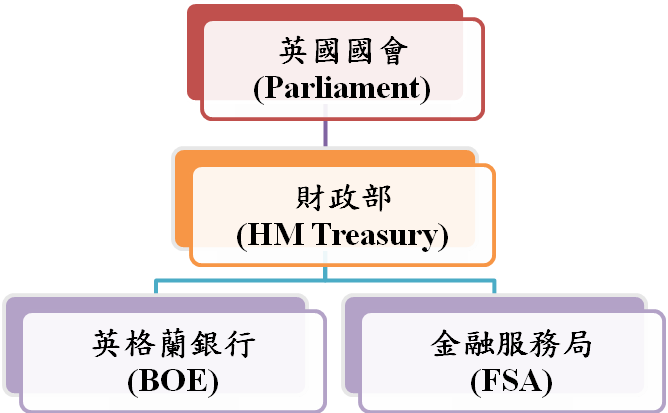 英國國會
(Parliament)
財政部
(HM Treasury)
英格蘭銀行
(BOE)
金融服務局
(FSA)